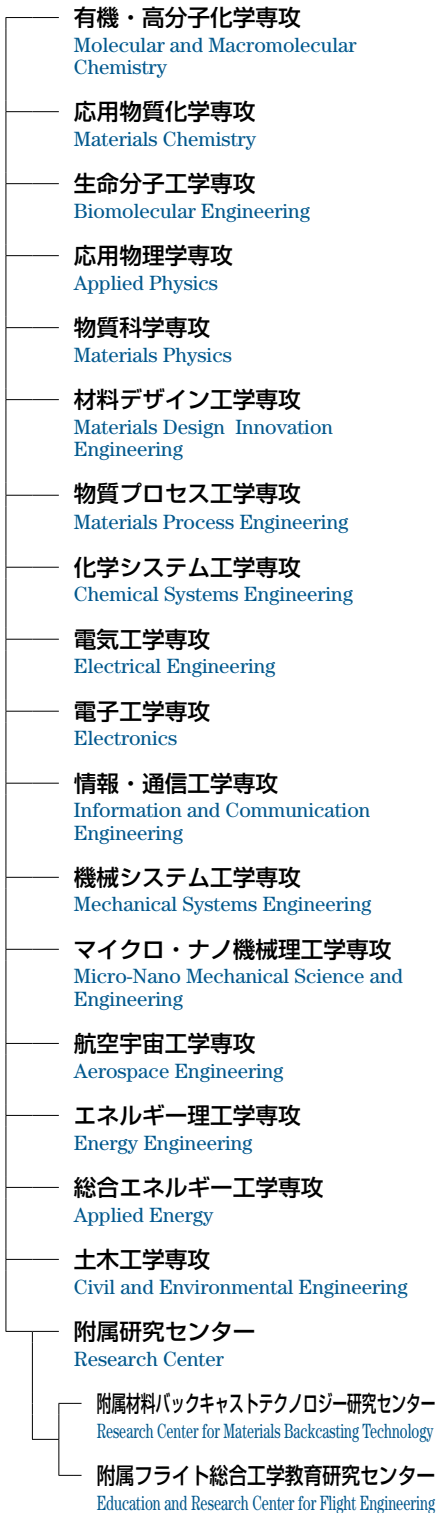 有機・高分子化学専攻
Molecular and Macromolecular
Chemistry
応用物質化学専攻
Materials Chemistry
生命分子工学専攻
Biomolecular Engineering
応用物理学専攻
Applied Physics
物質科学専攻
Materials Physics
材料デザイン工学専攻
Materials Design Innovation
Engineering
物質プロセス工学専攻
Materials Process Engineering
化学システム工学専攻
Chemical Systems Engineering
電気工学専攻
Electrical Engineering
電子工学専攻
Electronics
情報・通信工学専攻
Information and Communication
Engineering
機械システム工学専攻
Mechanical Systems Engineering
マイクロ・ナノ機械理工学専攻
Micro-Nano Mechanical Science and
Engineering
航空宇宙工学専攻
Aerospace Engineering
エネルギー理工学専攻
Energy Engineering
総合エネルギー工学専攻
Applied Energy
土木工学専攻
Civil and Environmental Engineering
附属研究センター
Research Center
附属材料バックキャストテクノロジー研究センター
Research Center for Materials Backcasting Technology
附属フライト総合工学教育研究センター
Education and Research Center for Flight Engineering